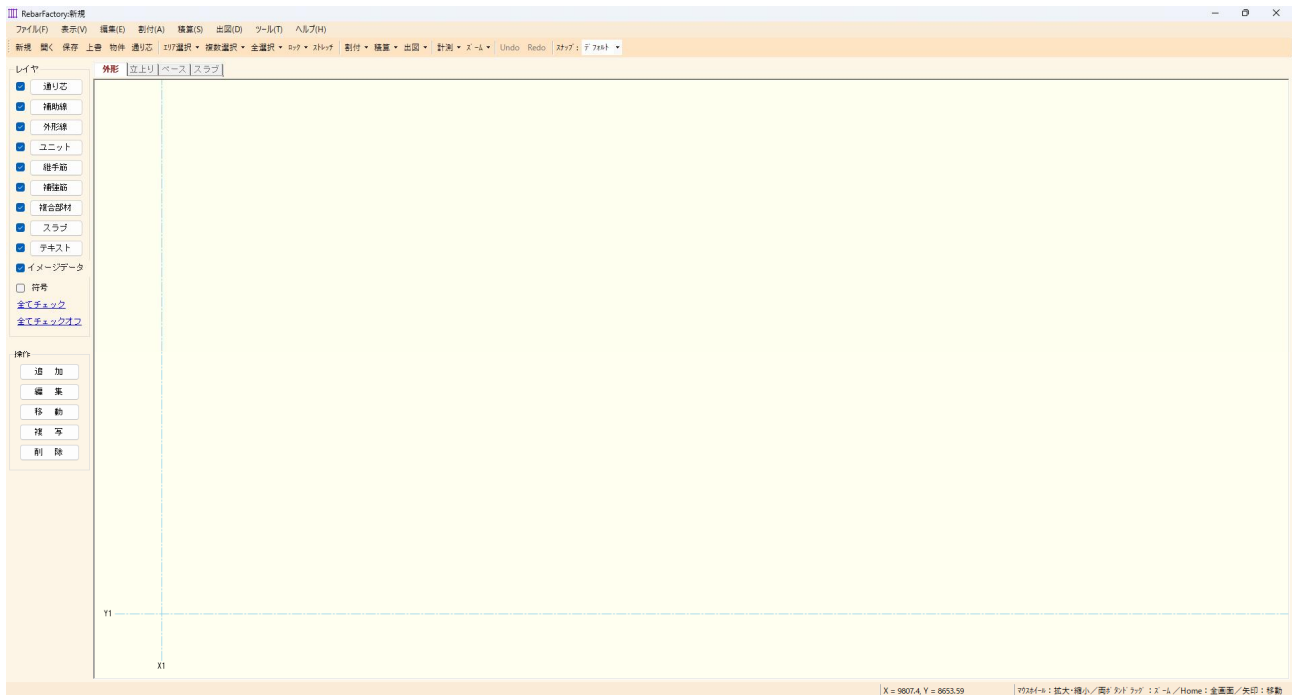 RebarFactory:新規
ファイル(F) 表示(V) 編集(E) 割付(A) 積算(S) 出図(D) ツール(T) ヘルプ(H)
新規 開く 保存 上書 物件 通り芯 ｴﾘｱ選択 複数選択 全選択 ﾛｯｸ ｽﾄﾚｯﾁ 割付 積算 出図 計測 ｽﾞｰﾑ Undo Redo ｽﾅｯﾌﾟ: ﾃﾞﾌｫﾙﾄ
レイヤ
外形 立上り ベース スラブ
通り芯
補助線
外形線
ユニット
継手筋
補強筋
複合部材
スラブ
テキスト
イメージデータ
符号
全てチェック
全てチェックオフ
操作
追 加
編 集
移 動
複 写
削 除
Y1
X1
X = 9807.4, Y = 8653.59 ﾏｳｽﾎｲｰﾙ：拡大･縮小／両ﾎﾞﾀﾝﾄﾞﾗｯｸﾞ：ｽﾞｰﾑ／Home：全画面／矢印：移動